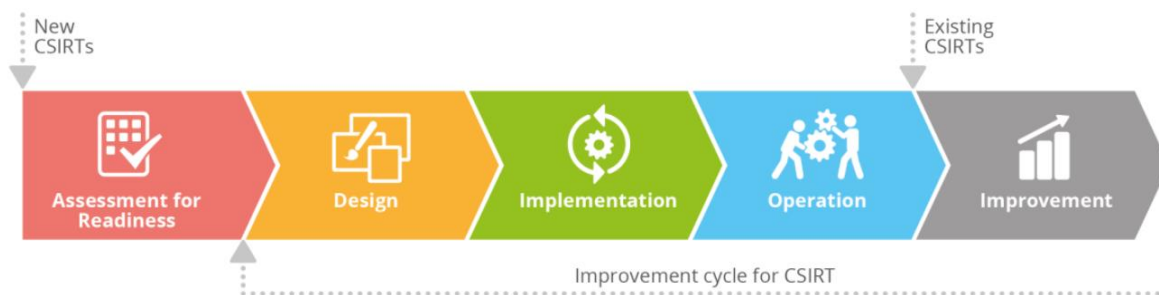 New
CSIRTs
Existing
CSIRTs
Assessment for
Readiness
Design
Implementation
Operation
Improvement
Improvement cycle for CSIRT